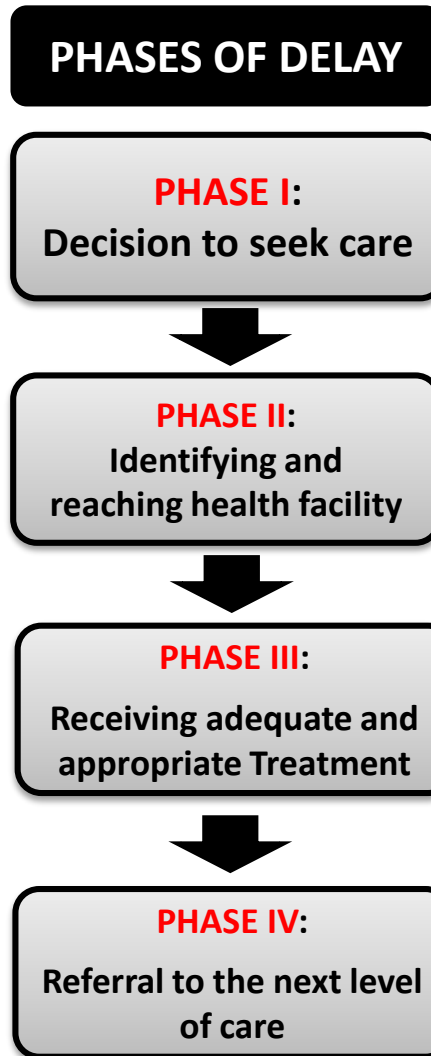 PHASES OF DELAY
PHASE I:
Decision to seek care
PHASE II:
Identifying and
reaching health facility
PHASE III:
Receiving adequate and
appropriate Treatment
PHASE IV:
Referral to the next level
of care